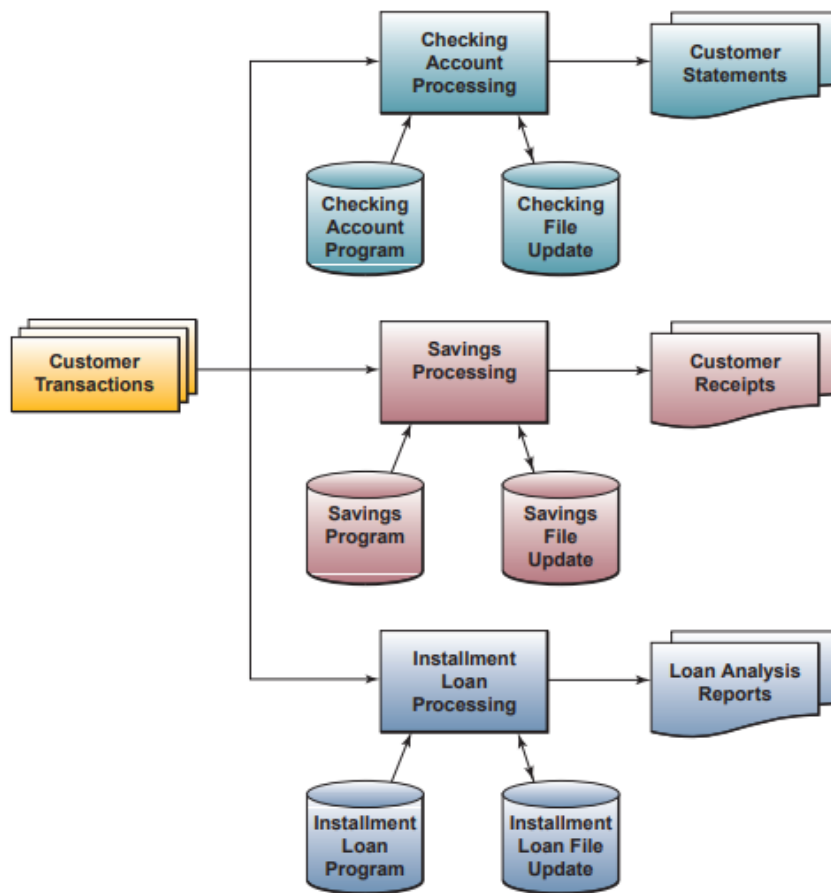 Checking
Account
Processing
Customer
Statements
Checking
Account
Program
Checking
File
Update
Customer
Transactions
Savings
Processing
Customer
Receipts
Savings
Program
Savings
File
Update
Installment
Loan
Processing
Loan Analysis
Reports
Installment
Loan
Program
Installment
Loan File
Update